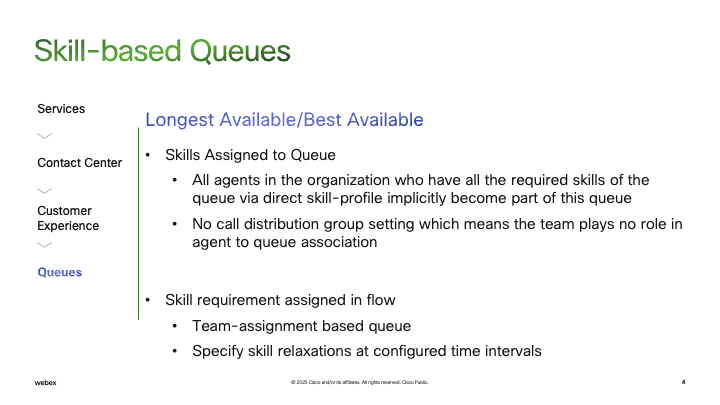 Skill-based Queues
Services
Contact Center
Customer
Experience
Queues
Longest Available/Best Available
• Skills Assigned to Queue
• All agents in the organization who have all the required skills of the
queue via direct skill-profile implicitly become part of this queue
• No call distribution group setting which means the team plays no role in
agent to queue association
• Skill requirement assigned in flow
• Team-assignment based queue
• Specify skill relaxations at configured time intervals
webex
© 2025 Cisco and/or its affiliates. All rights reserved. Cisco Public.
4